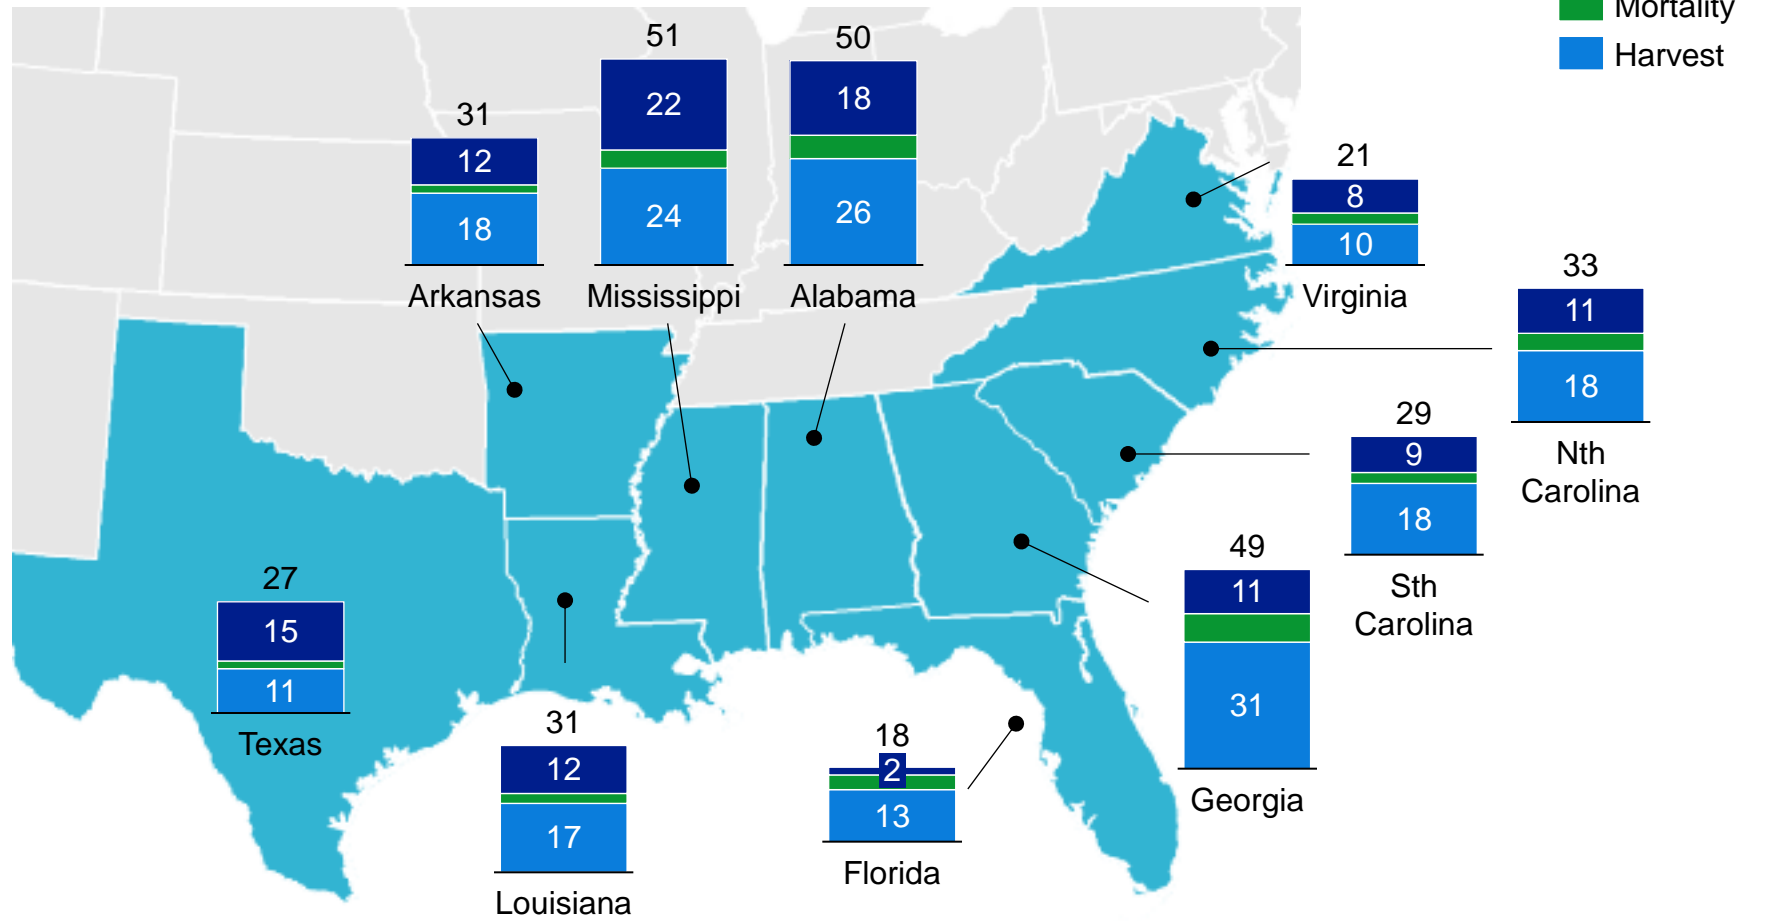 Mortality
Harvest
51
22
24
Mississippi
50
18
26
Alabama
31
12
18
Arkansas
21
8
10
Virginia
33
11
18
Nth
Carolina
29
9
18
Sth
Carolina
49
11
31
Georgia
27
15
11
Texas
31
12
17
Louisiana
18
2
13
Florida